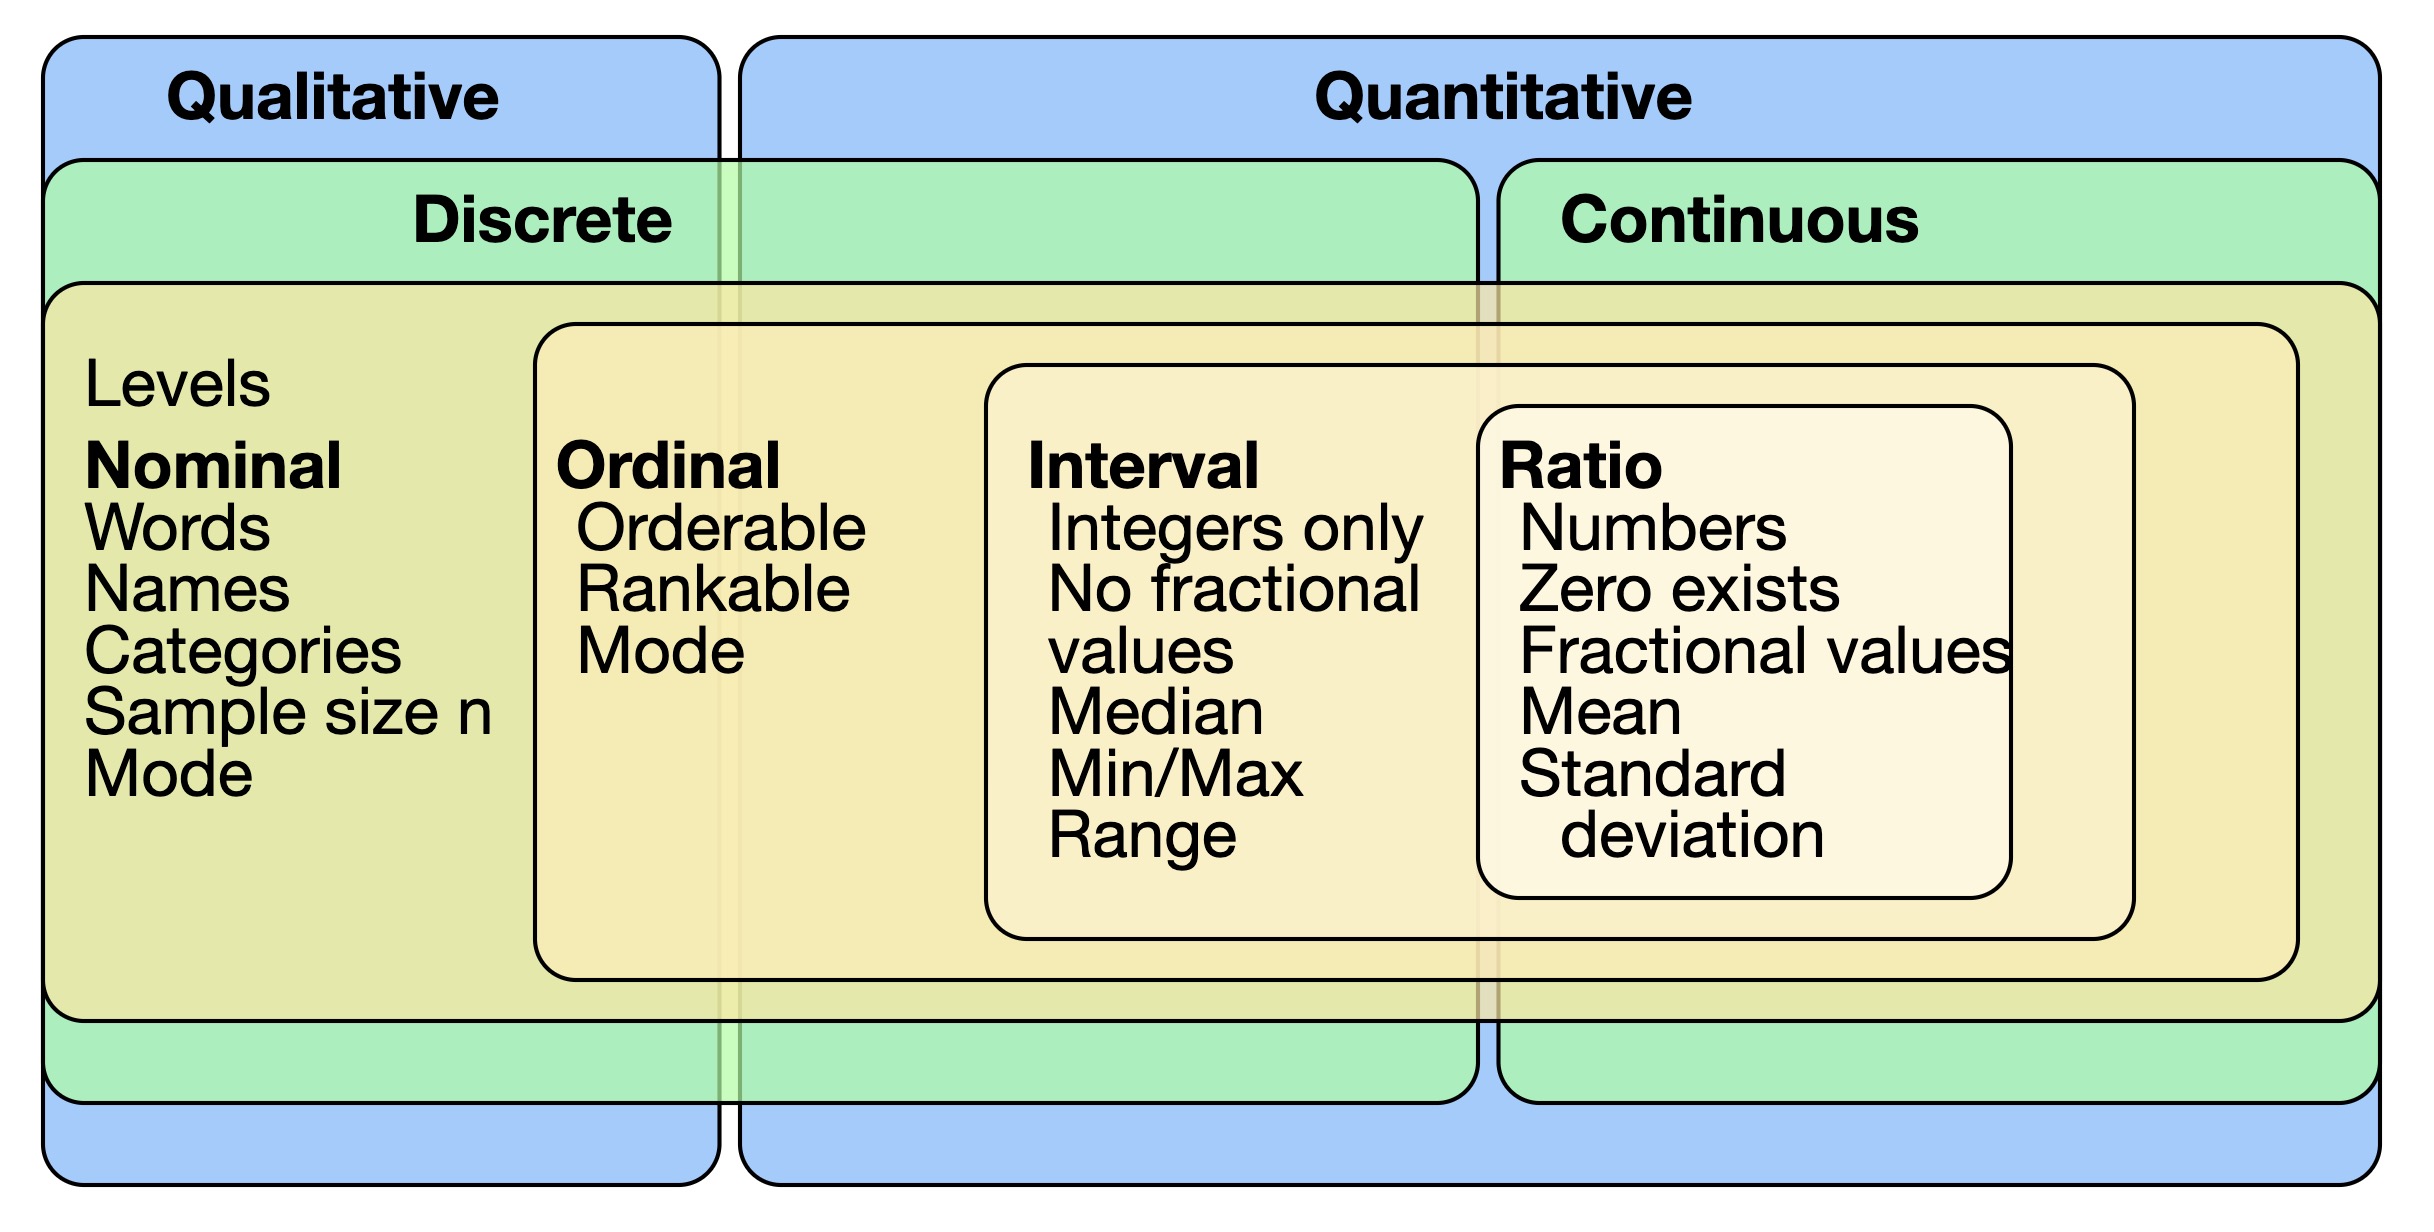 Qualitative
Quantitative
Discrete
Continuous
Levels
Nominal
Words
Names
Categories
Sample size n
Mode
Ordinal
Orderable
Rankable
Mode
Interval
Integers only
No fractional
values
Median
Min/Max
Range
Ratio
Numbers
Zero exists
Fractional values
Mean
Standard
deviation